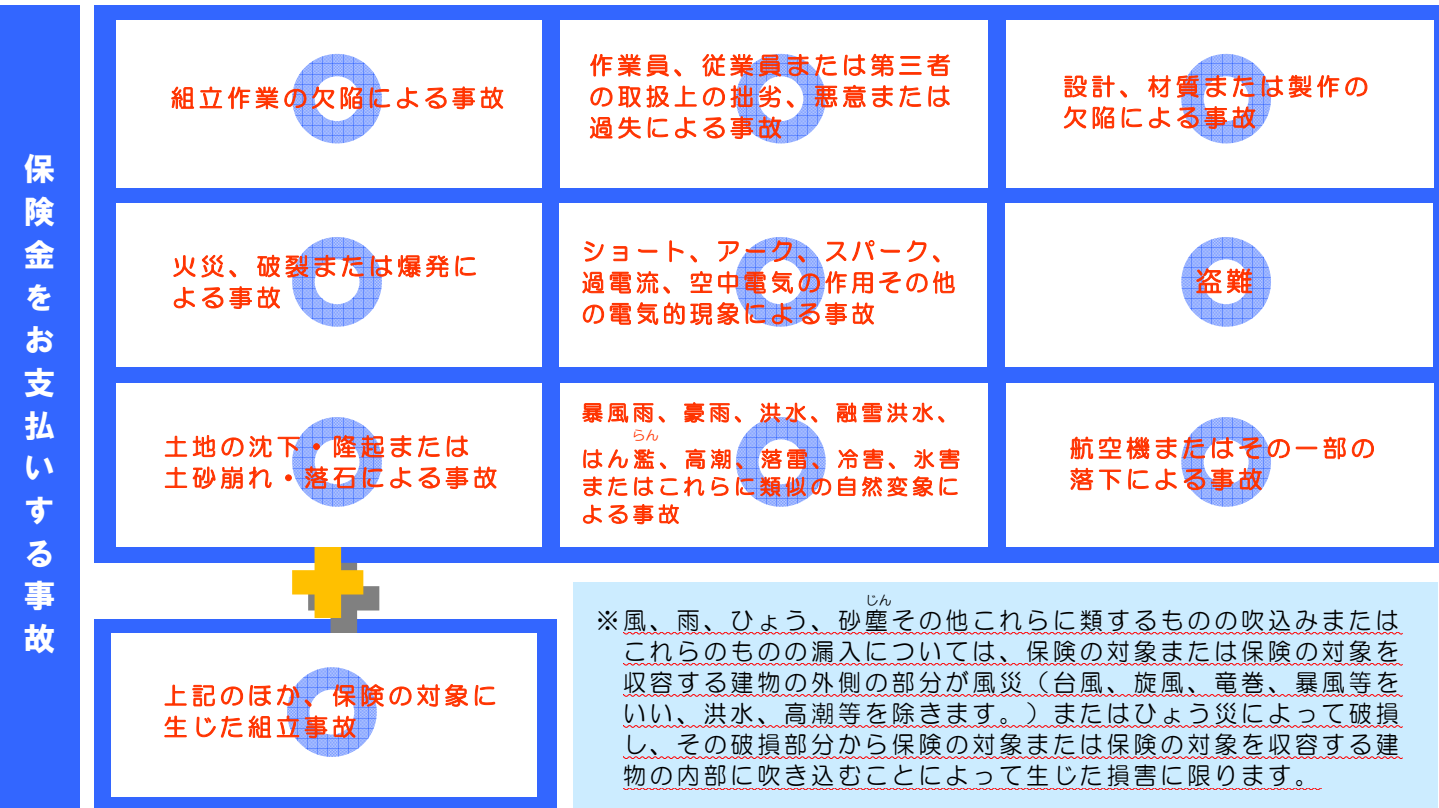 保険金をお支払いする事故
組立作業の欠陥による事故
作業員、従業員または第三者
の取扱上の拙劣、悪意または
過失による事故
設計、材質または製作の
欠陥による事故
火災、破裂または爆発に
よる事故
ショート、アーク、スパーク、
過電流、空中電気の作用その他
の電気的現象による事故
盗難
土地の沈下・隆起または
土砂崩れ・落石による事故
暴風雨、豪雨、洪水、融雪洪水、
らん
はん濫、高潮、落雷、冷害、氷害
またはこれらに類似の自然変象に
よる事故
航空機またはその一部の
落下による事故
上記のほか、保険の対象に
生じた組立事故
じん
※風、雨、ひょう、砂塵その他これらに類するものの吹込みまたは
これらのものの漏入については、保険の対象または保険の対象を
収容する建物の外側の部分が風災（台風、旋風、竜巻、暴風等を
いい、洪水、高潮等を除きます。）またはひょう災によって破損
し、その破損部分から保険の対象または保険の対象を収容する建
物の内部に吹き込むことによって生じた損害に限ります。